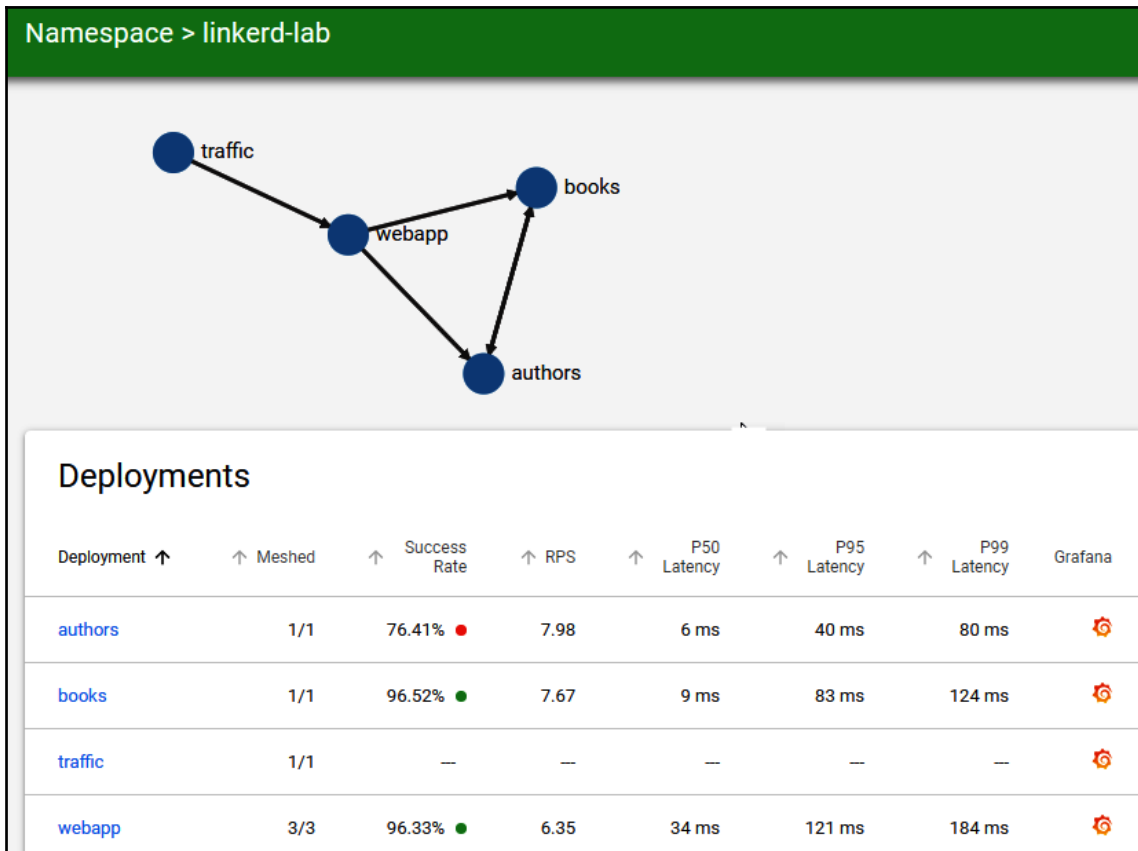 Namespace > linkerd-lab
traffic
books
webapp
authors
Deployments
Deployment Meshed Success Rate RPS P50 Latency P95 Latency P99 Latency Grafana
authors 1/1 76.41% 7.98 6 ms 40 ms 80 ms
books 1/1 96.52% 7.67 9 ms 83 ms 124 ms
traffic 1/1 --- --- --- --- ---
webapp 3/3 96.33% 6.35 34 ms 121 ms 184 ms